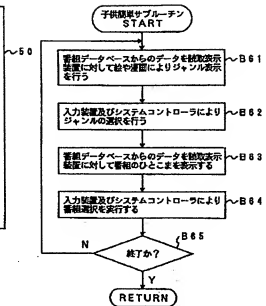 子供簡単サブルーチン
START
50
番組データベースからのデータを読取表示
装置に対して絵や漫画によりジャンル表示
を行う
B61
入力装置及びシステムコントローラにより
ジャンルの選択を行う
B62
番組データベースからのデータを読取表示
装置に対して番組のひとこまを表示する
B63
入力装置及びシステムコントローラにより
番組選択を実行する
B64
B65
N
終了か?
Y
RETURN